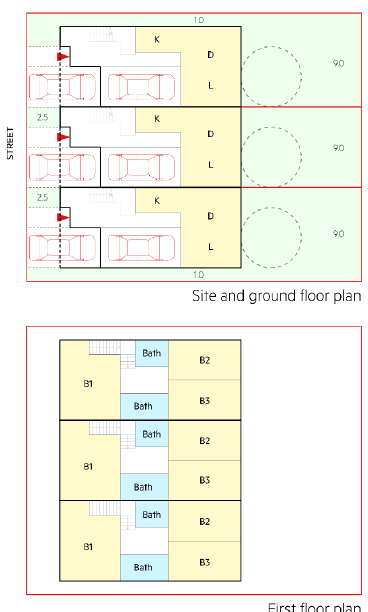 1.0
K
D
9.0
L
2.5
K
D
9.0
L
STREET
2.5
K
D
9.0
L
1.0
Site and ground floor plan
Bath
B2
B1
Bath
B3
Bath
B2
B1
Bath
B3
Bath
B2
B1
Bath
B3
First floor plan